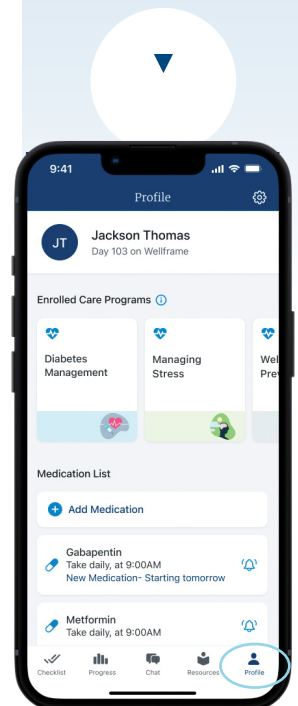 9:41
Profile
JT
Jackson Thomas
Day 103 on Wellframe
Enrolled Care Programs
Diabetes
Management
Managing
Stress
Wel
Pre
Medication List
Add Medication
Gabapentin
Take daily, at 9:00AM
New Medication- Starting tomorrow
Metformin
Take daily, at 9:00AM
Checklist
Progress
Chat
Resources
Profile